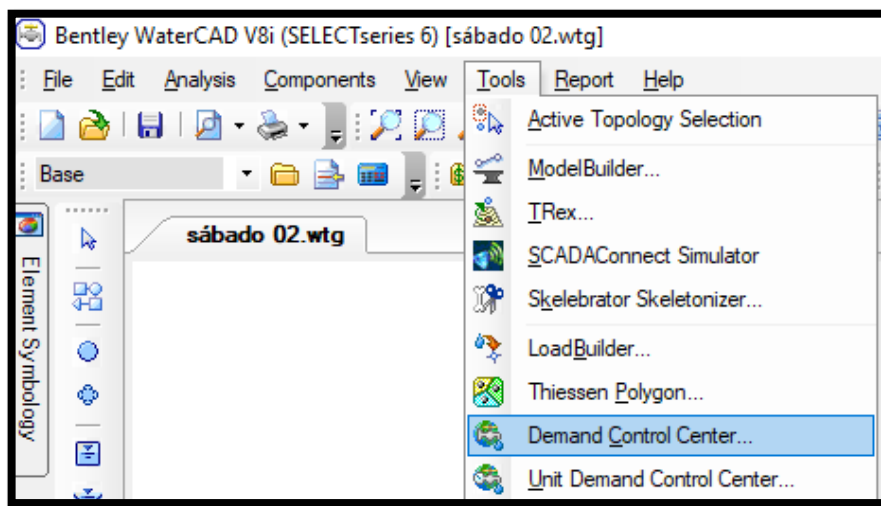 Bentley WaterCAD V8i (SELECTseries 6) [sábado 02.wtg]
File Edit Analysis Components View Tools Report Help
Active Topology Selection
Base
ModelBuilder...
sábado 02.wtg
TRex...
SCADAConnect Simulator
Element Symbology
Skelebrator Skeletonizer...
LoadBuilder...
Thiessen Polygon...
Demand Control Center...
Unit Demand Control Center...